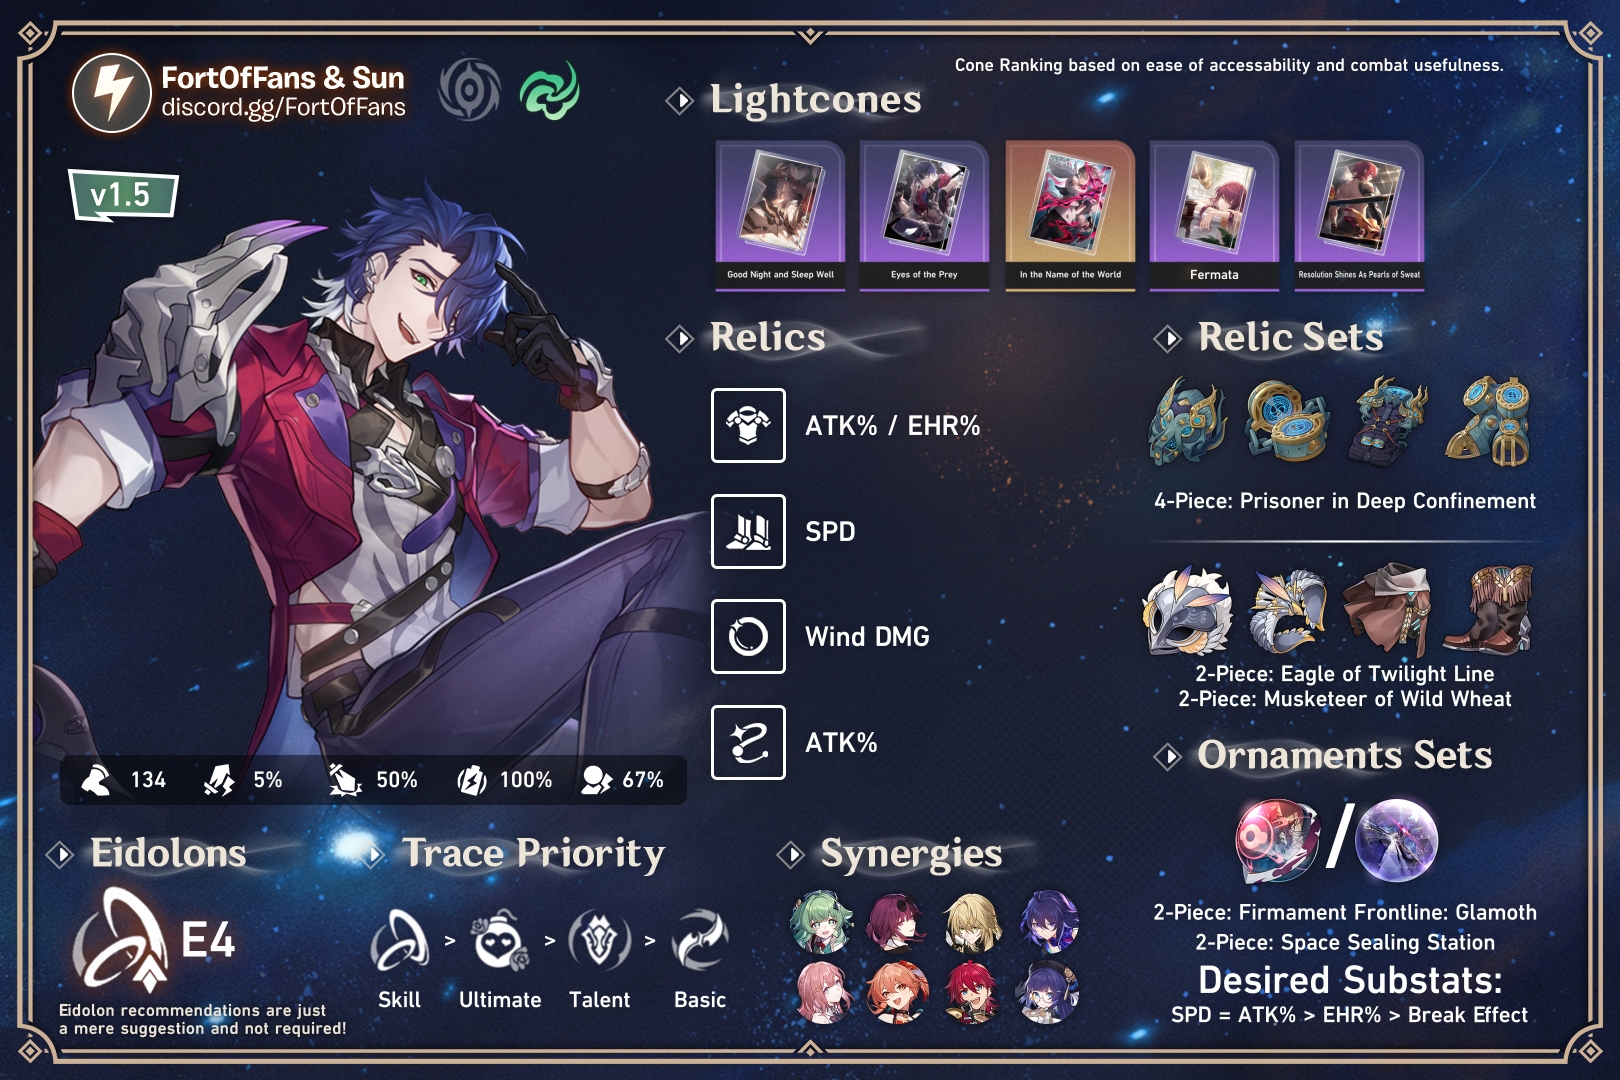 FortOfFans & Sun
discord.gg/FortOfFans
v1.5
Cone Ranking based on ease of accessability and combat usefulness.
Lightcones
Good Night and Sleep Well
Eyes of the Prey
In the Name of the World
Fermata
Resolution Shines As Pearls of Sweat
Relics
ATK% / EHR%
SPD
Wind DMG
ATK%
Relic Sets
4-Piece: Prisoner in Deep Confinement
2-Piece: Eagle of Twilight Line
2-Piece: Musketeer of Wild Wheat
Ornaments Sets
/
2-Piece: Firmament Frontline: Glamoth
2-Piece: Space Sealing Station
Desired Substats:
SPD = ATK% > EHR% > Break Effect
134 5% 50% 100% 67%
Eidolons
E4
Eidolon recommendations are just
a mere suggestion and not required!
Trace Priority
> > >
Skill Ultimate Talent Basic
Synergies